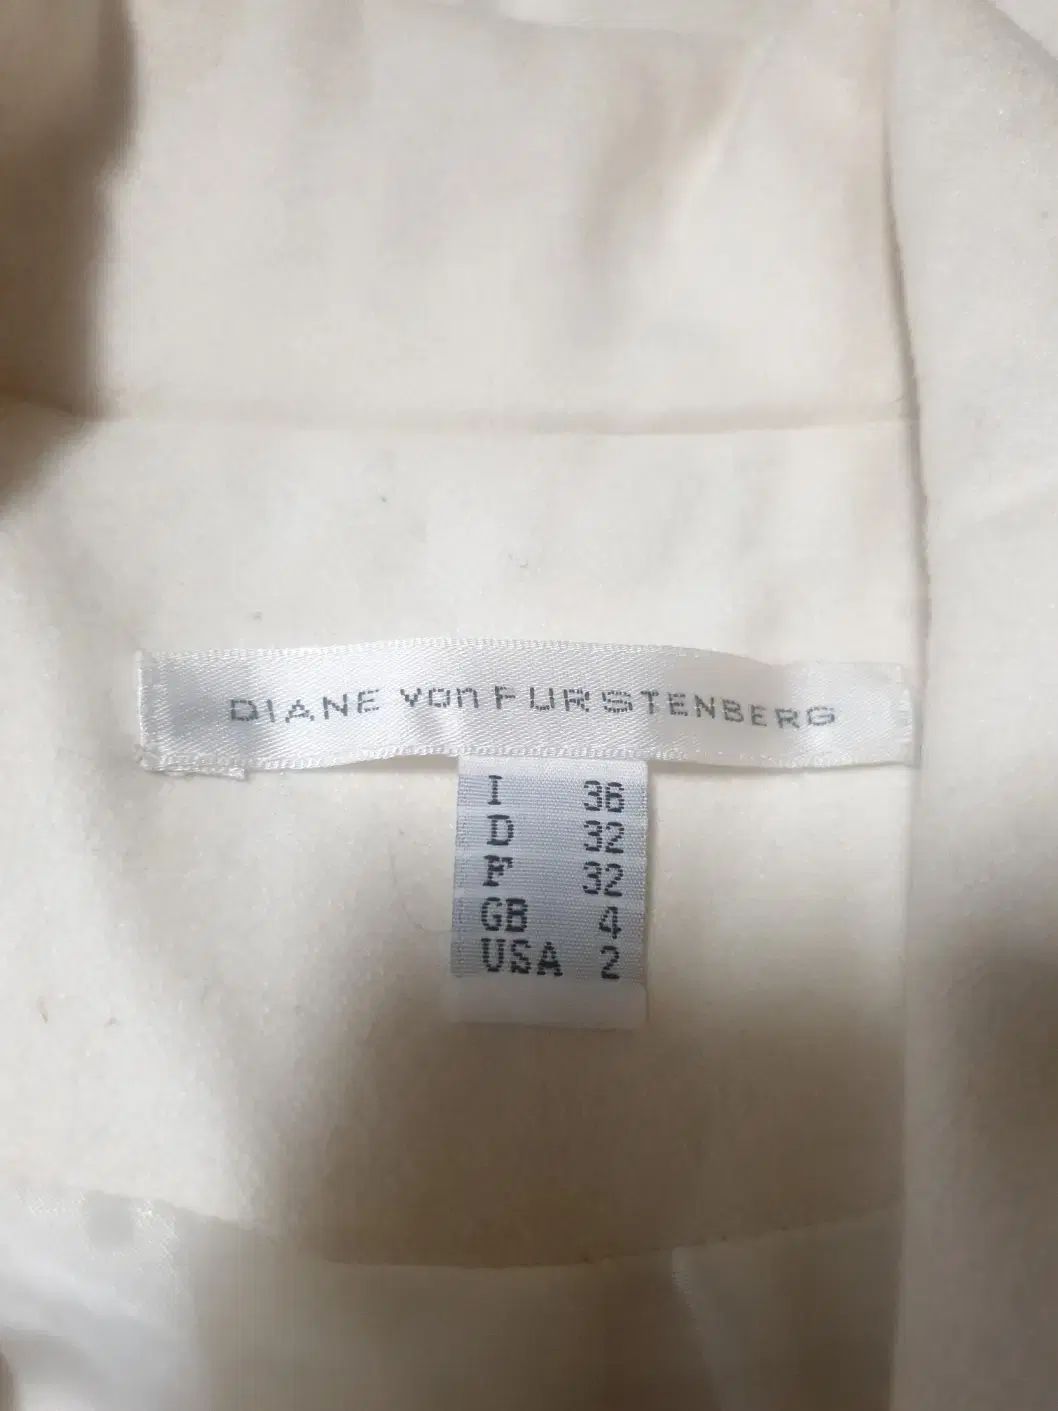 DIANE von FURSTENBERG
I 36
D 32
F 32
GB 4
USA 2